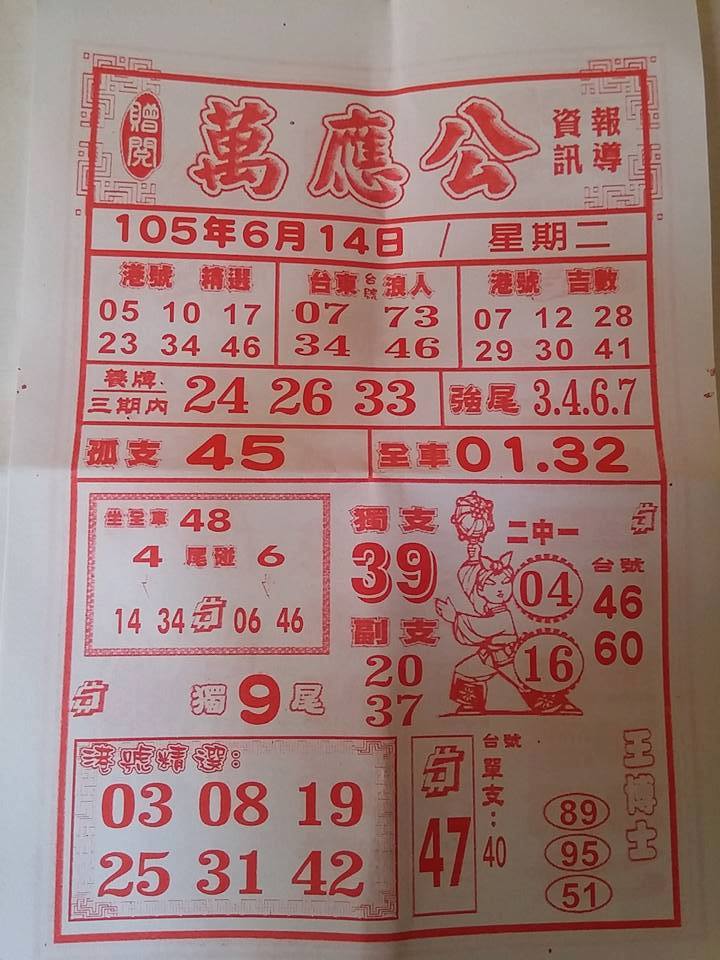 贈閱
萬應公
資訊
報導
105年6月14日 / 星期二
港號 精選
05 10 17
23 34 46
台東台號浪人
07 73
34 46
港號 吉數
07 12 28
29 30 41
養牌
三期內
24 26 33
強尾 3.4.6.7
孤支 45
全車 01.32
坐全車 48
4 尾碰 6
14 34 06 46
獨 9 尾
獨支
39
副支
20
37
二中一
04
16
台號
46
60
港號精選:
03 08 19
25 31 42
47
台號
單支:40
王博士
89
95
51